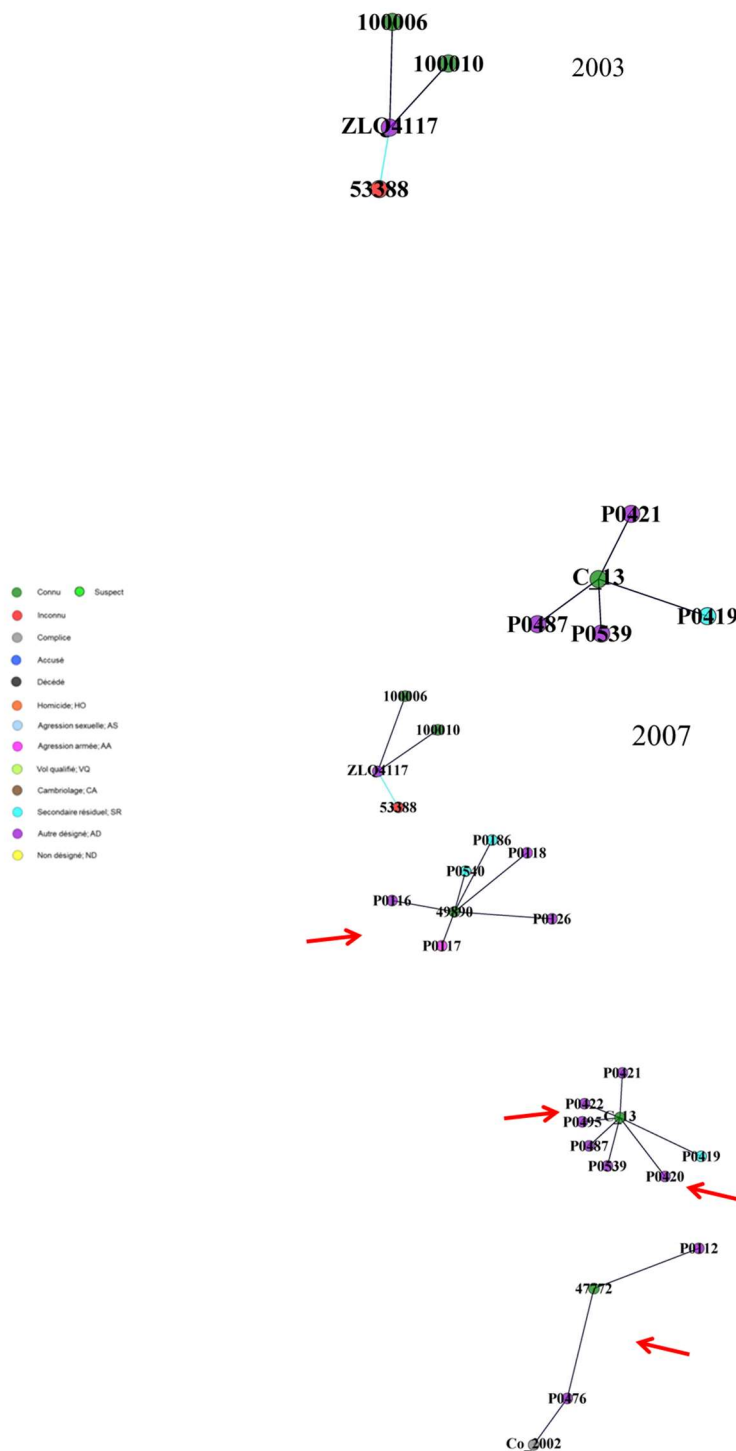 100006
100010
2003
ZLQ4117
53388
P0421
C_13
P0487
P0539
P0419
Connu
Suspect
Inconnu
Complice
Accusé
Décédé
Homicide; HO
Agression sexuelle; AS
Agression armée; AA
Vol qualifié; VQ
Cambriolage; CA
Secondaire résiduel; SR
Autre désigné; AD
Non désigné; ND
100006
100010
2007
ZLQ4117
53388
P0186
P0418
P0540
P0116
49890
P0126
P0117
P0421
P0422
C_13
P0495
P0487
P0419
P0539
P0420
P0112
47772
P0476
Co_2002